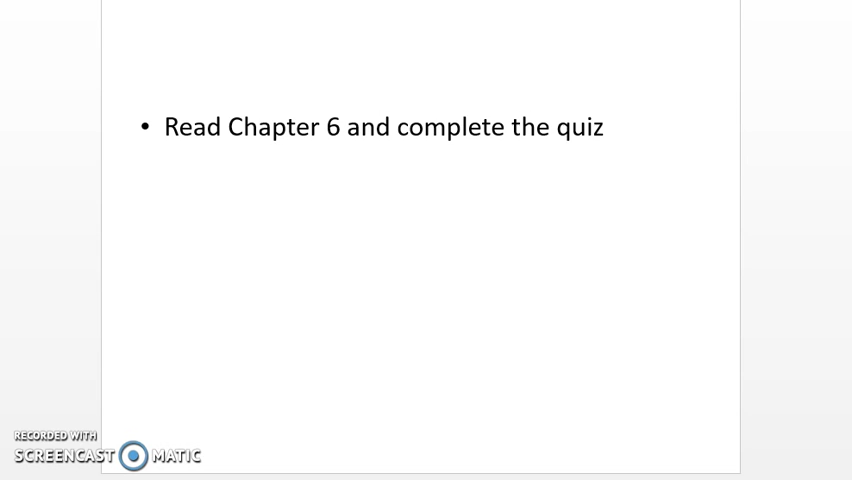 • Read Chapter 6 and complete the quiz
RECORDED WITH
SCREENCAST MATIC